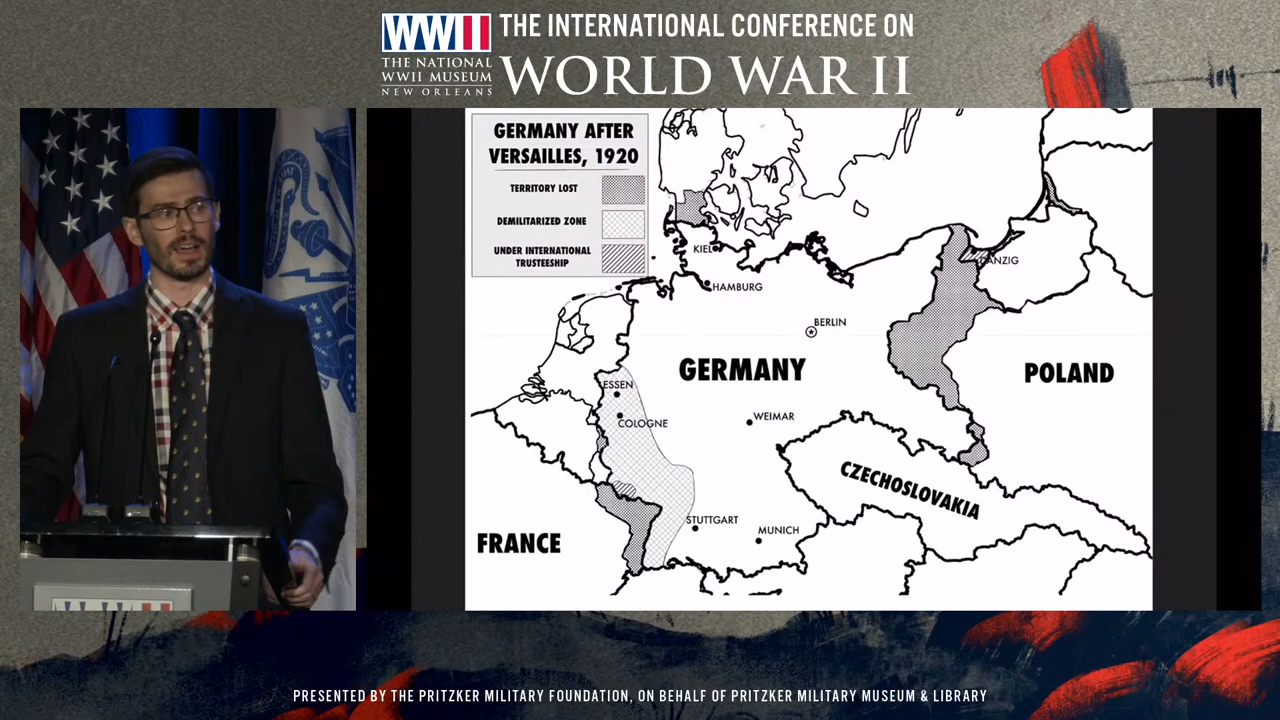 WWII
THE NATIONAL
WWII MUSEUM
NEW ORLEANS
THE INTERNATIONAL CONFERENCE ON
WORLD WAR II
GERMANY AFTER
VERSAILLES, 1920
TERRITORY LOST
DEMILITARIZED ZONE
UNDER INTERNATIONAL
TRUSTEESHIP
KIEL
DANZIG
HAMBURG
BERLIN
GERMANY
POLAND
ESSEN
COLOGNE
WEIMAR
CZECHOSLOVAKIA
STUTTGART
MUNICH
FRANCE
PRESENTED BY THE PRITZKER MILITARY FOUNDATION, ON BEHALF OF PRITZKER MILITARY MUSEUM & LIBRARY